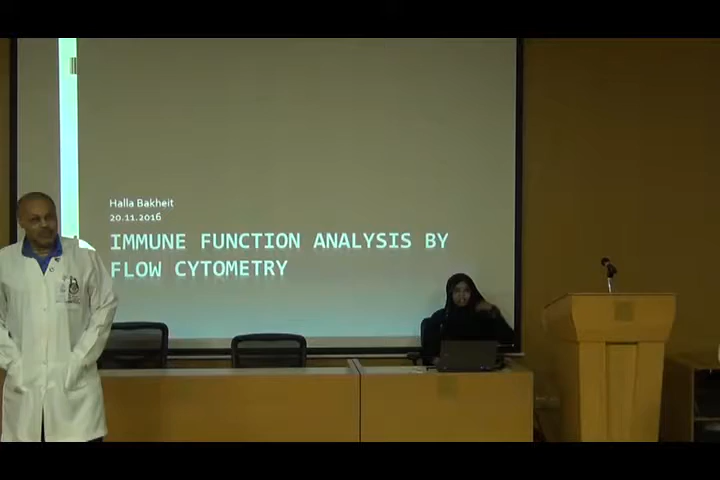 Halla Bakheit
20.11.2016
IMMUNE FUNCTION ANALYSIS BY
FLOW CYTOMETRY